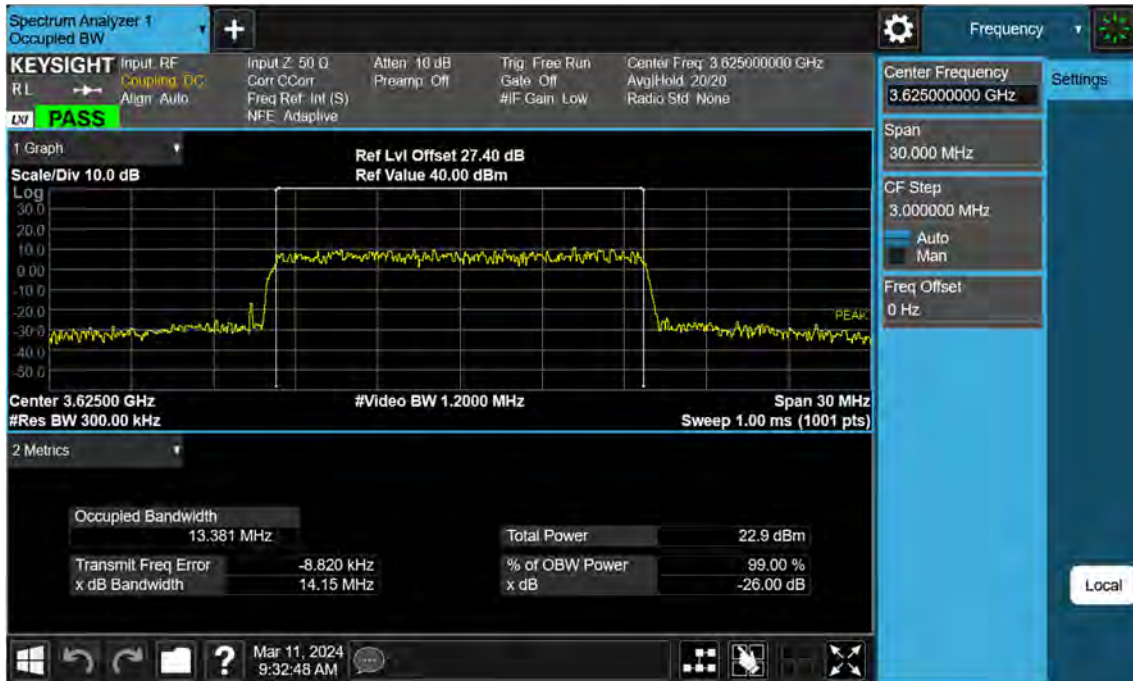 Spectrum Analyzer 1
Occupied BW
+
Frequency
KEYSIGHT Input: RF Input Z: 50 Ω Atten: 10 dB Trig: Free Run Center Freq: 3.625000000 GHz
RL Coupling: DC Corr CCorr Preamp: Off Gate: Off Avg|Hold: 20/20
Align: Auto Freq Ref: Int (S) #IF Gain: Low Radio Std: None
NFE: Adaptive
LXI PASS
1 Graph
Ref Lvl Offset 27.40 dB
Scale/Div 10.0 dB Ref Value 40.00 dBm
Log
30.0
20.0
10.0
0.00
-10.0
-20.0
-30.0
-40.0
-50.0
PEAK
Center 3.62500 GHz #Video BW 1.2000 MHz Span 30 MHz
#Res BW 300.00 kHz Sweep 1.00 ms (1001 pts)
2 Metrics
Occupied Bandwidth
13.381 MHz
Total Power 22.9 dBm
Transmit Freq Error -8.820 kHz % of OBW Power 99.00 %
x dB Bandwidth 14.15 MHz x dB -26.00 dB
Center Frequency
3.625000000 GHz
Settings
Span
30.000 MHz
CF Step
3.000000 MHz
Auto
Man
Freq Offset
0 Hz
Local
?
Mar 11, 2024
9:32:48 AM